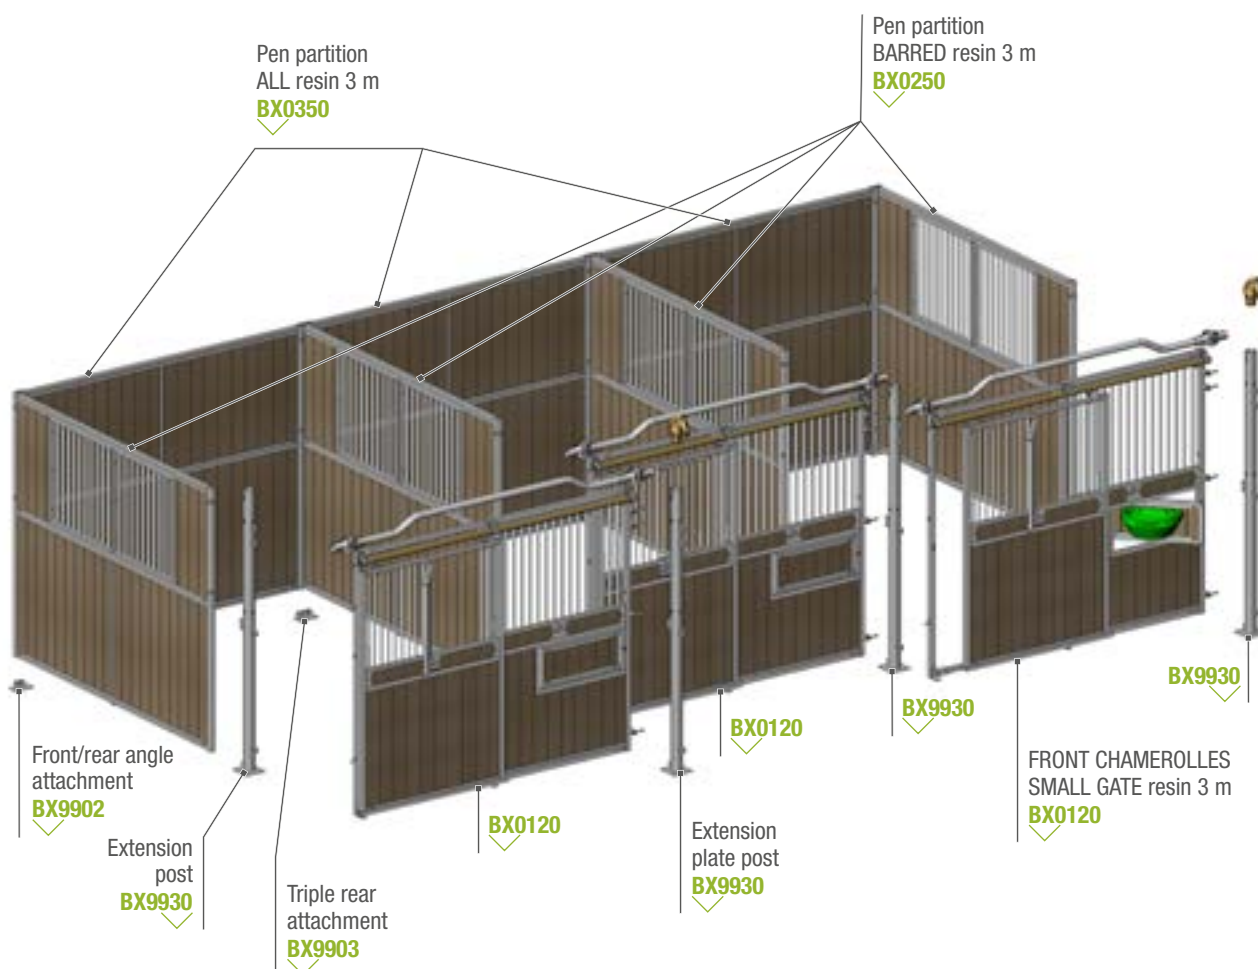 Pen partition
ALL resin 3 m
BX0350
Pen partition
BARRED resin 3 m
BX0250
Front/rear angle
attachment
BX9902
Extension
post
BX9930
Triple rear
attachment
BX9903
BX0120
Extension
plate post
BX9930
BX0120
BX9930
FRONT CHAMEROLLES
SMALL GATE resin 3 m
BX0120
BX9930